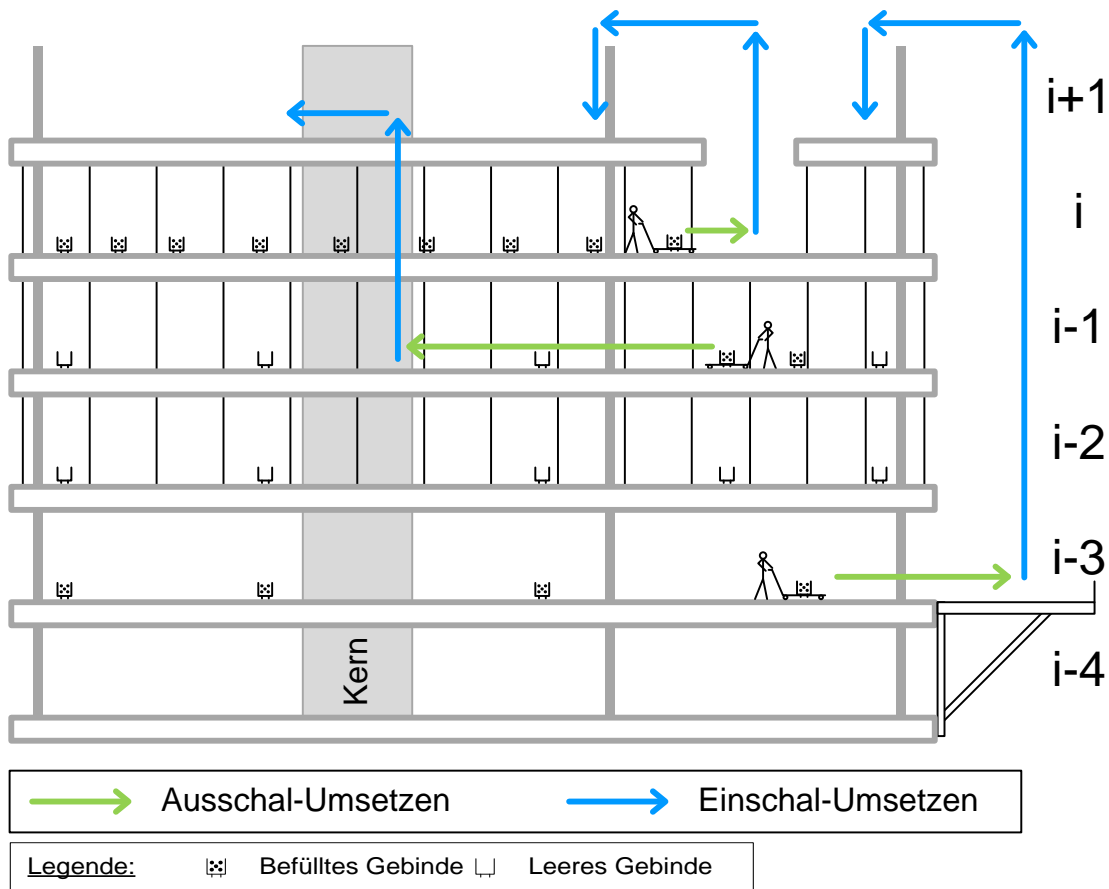 i+1
i
i-1
i-2
i-3
i-4
Kern
Ausschal-Umsetzen Einschal-Umsetzen
Legende: Befülltes Gebinde Leeres Gebinde